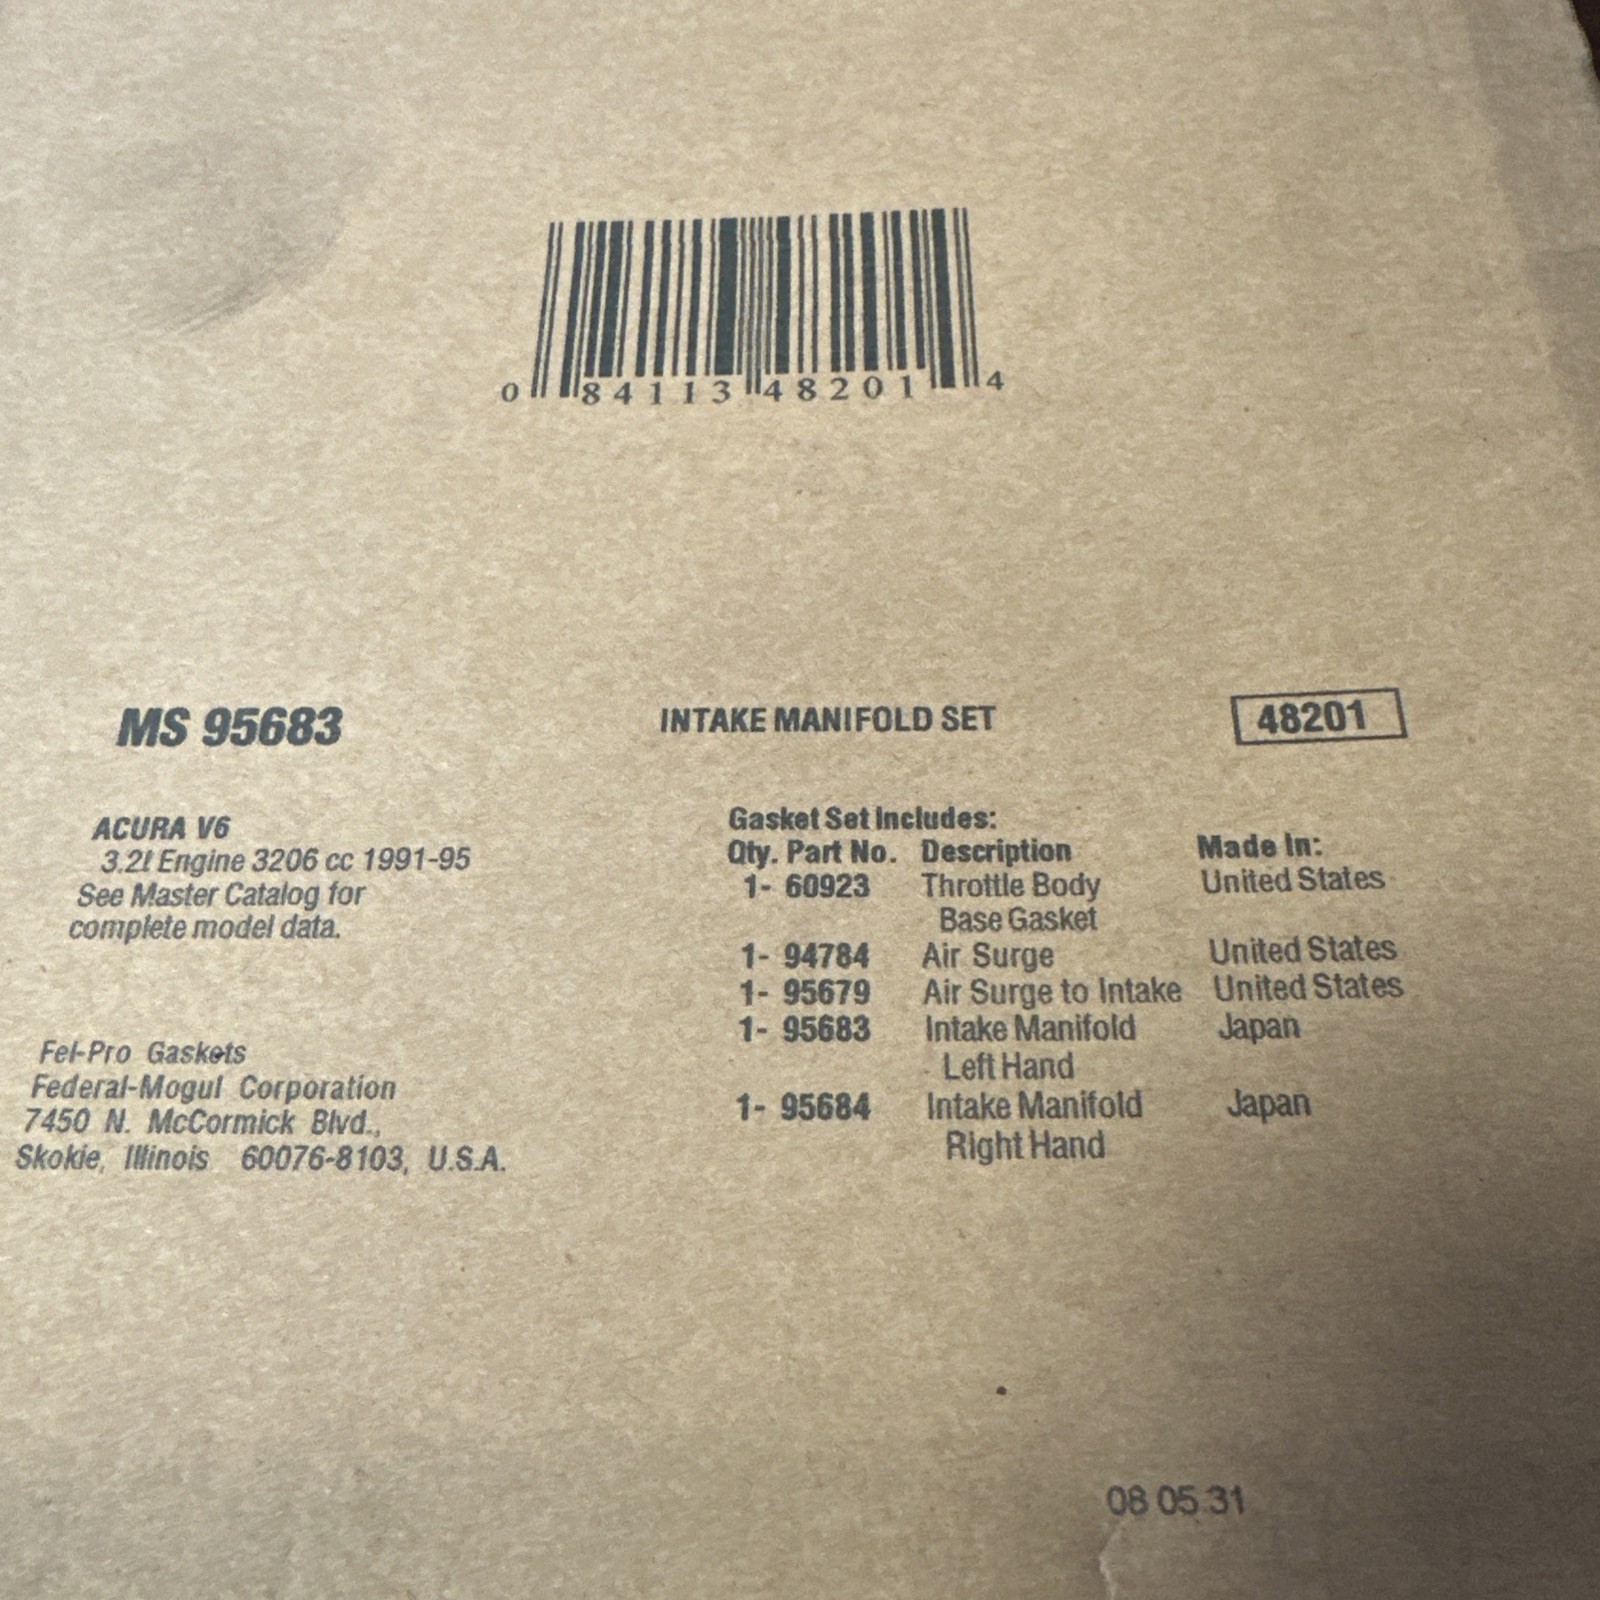 0 84113 48201 4
MS 95683
INTAKE MANIFOLD SET
48201
ACURA V6
3.2ℓ Engine 3206 cc 1991-95
See Master Catalog for
complete model data.
Fel-Pro Gaskets
Federal-Mogul Corporation
7450 N. McCormick Blvd.,
Skokie, Illinois 60076-8103, U.S.A.
Gasket Set Includes:
Qty. Part No. Description Made In:
1- 60923 Throttle Body United States
Base Gasket
1- 94784 Air Surge United States
1- 95679 Air Surge to Intake United States
1- 95683 Intake Manifold Japan
Left Hand
1- 95684 Intake Manifold Japan
Right Hand
08 05 31